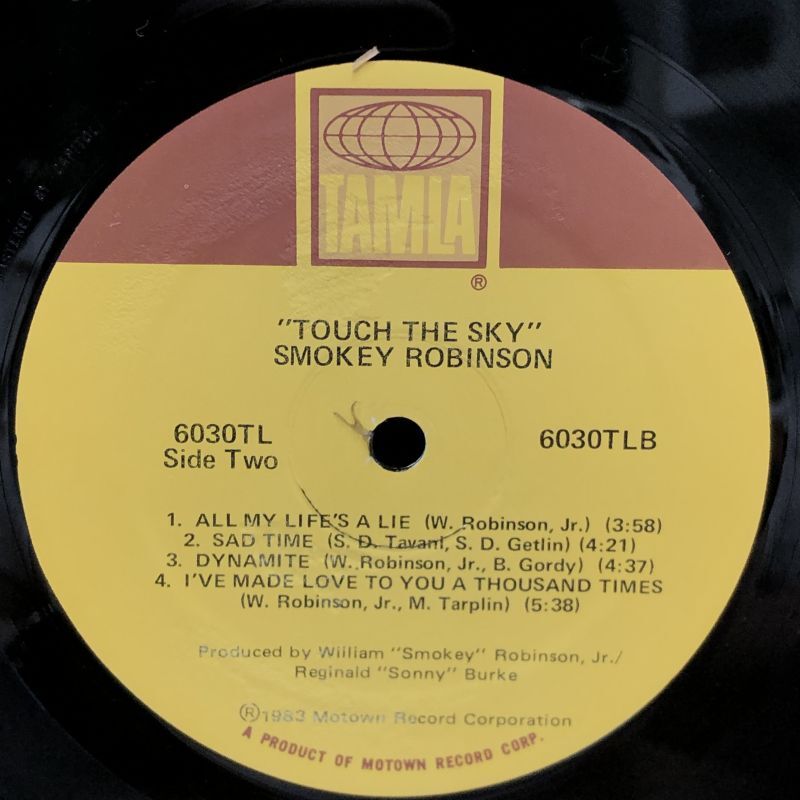 TAMLA
®
"TOUCH THE SKY"
SMOKEY ROBINSON
6030TL
Side Two
6030TLB
1. ALL MY LIFE'S A LIE (W. Robinson, Jr.) (3:58)
2. SAD TIME (S. D. Tavani, S. D. Getlin) (4:21)
3. DYNAMITE (W. Robinson, Jr., B. Gordy) (4:37)
4. I'VE MADE LOVE TO YOU A THOUSAND TIMES
(W. Robinson, Jr., M. Tarplin) (5:38)
Produced by William "Smokey" Robinson, Jr./
Reginald "Sonny" Burke
Ⓡ1983 Motown Record Corporation
A PRODUCT OF MOTOWN RECORD CORP.